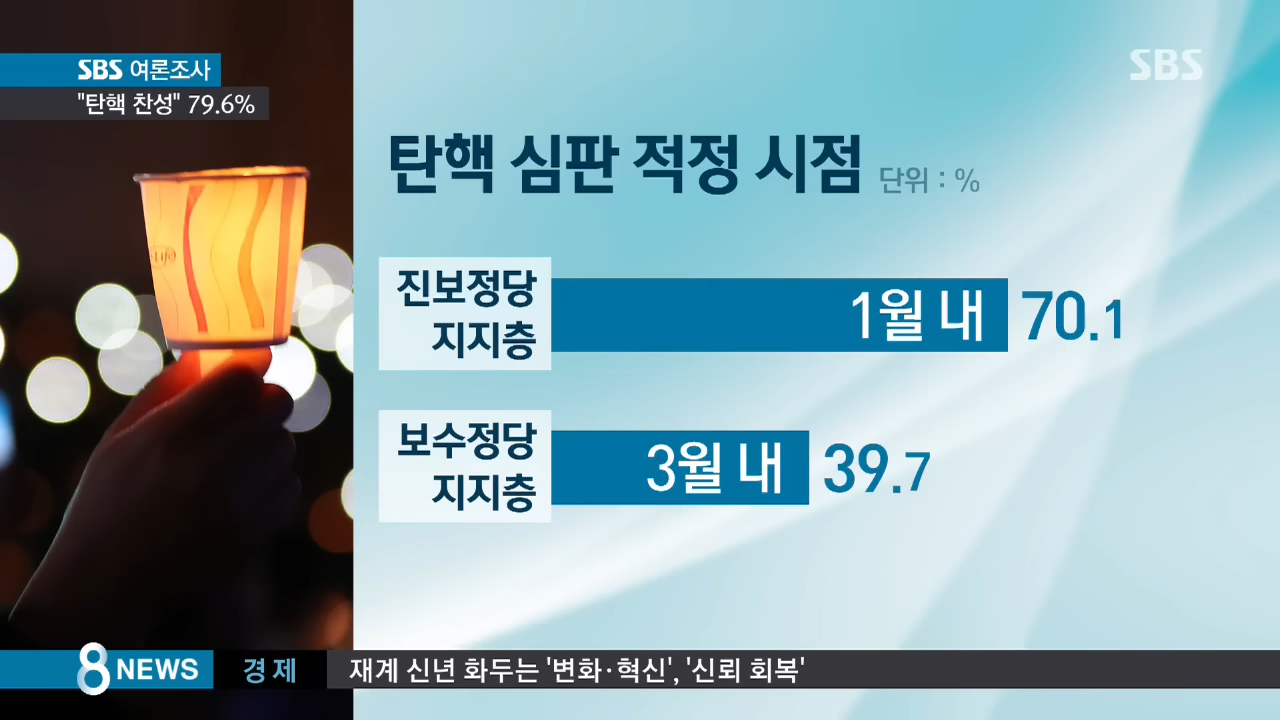 SBS 여론조사
"탄핵 찬성" 79.6%
SBS
탄핵 심판 적정 시점 단위 : %
진보정당
지지층
1월 내 70.1
보수정당
지지층
3월 내 39.7
8 NEWS 경제 재계 신년 화두는 '변화·혁신', '신뢰 회복'